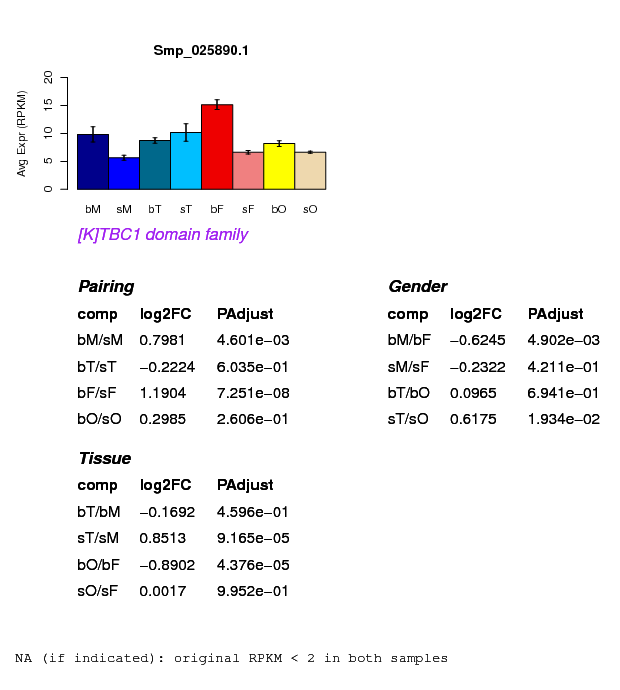 Smp_025890.1
Avg Expr (RPKM)
20
15
10
5
0
bM sM bT sT bF sF bO sO
[K]TBC1 domain family
Pairing
comp log2FC PAdjust
bM/sM 0.7981 4.601e−03
bT/sT −0.2224 6.035e−01
bF/sF 1.1904 7.251e−08
bO/sO 0.2985 2.606e−01
Gender
comp log2FC PAdjust
bM/bF −0.6245 4.902e−03
sM/sF −0.2322 4.211e−01
bT/bO 0.0965 6.941e−01
sT/sO 0.6175 1.934e−02
Tissue
comp log2FC PAdjust
bT/bM −0.1692 4.596e−01
sT/sM 0.8513 9.165e−05
bO/bF −0.8902 4.376e−05
sO/sF 0.0017 9.952e−01
NA (if indicated): original RPKM < 2 in both samples